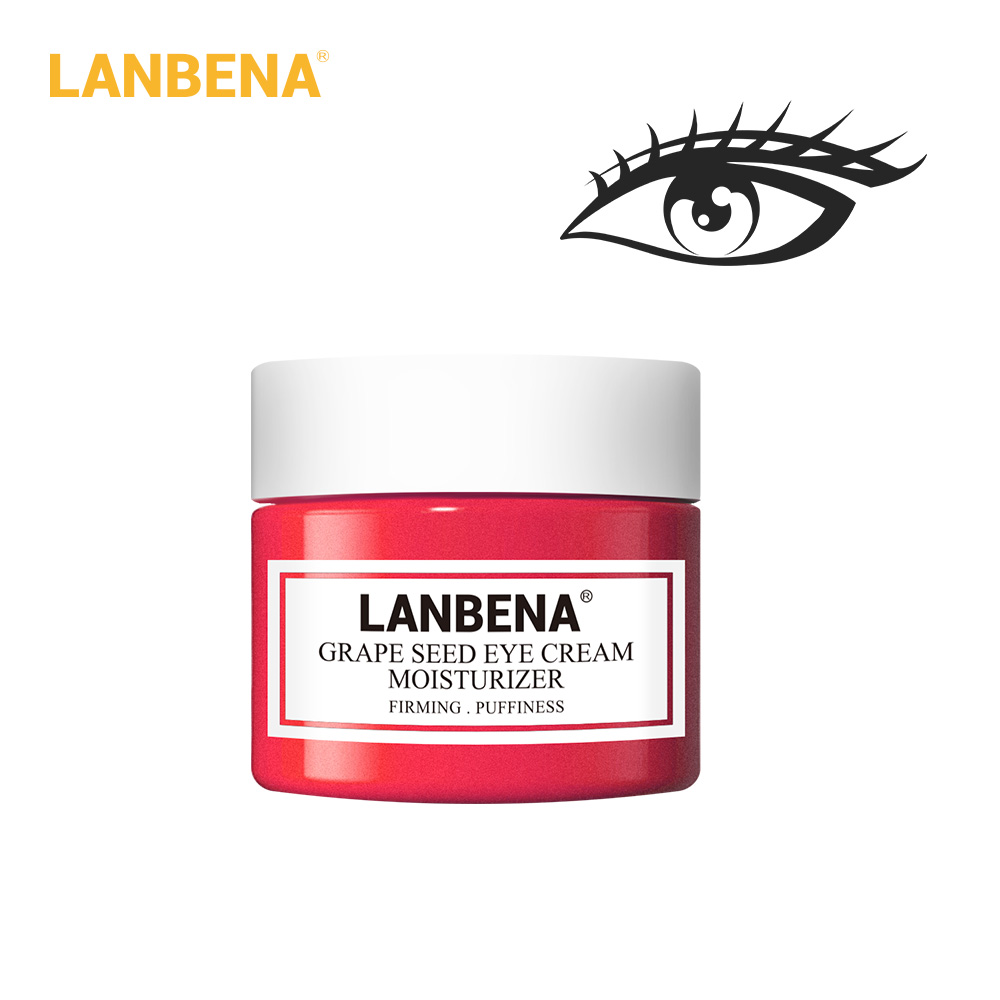 LANBENA®
LANBENA®
GRAPE SEED EYE CREAM
MOISTURIZER
FIRMING . PUFFINESS